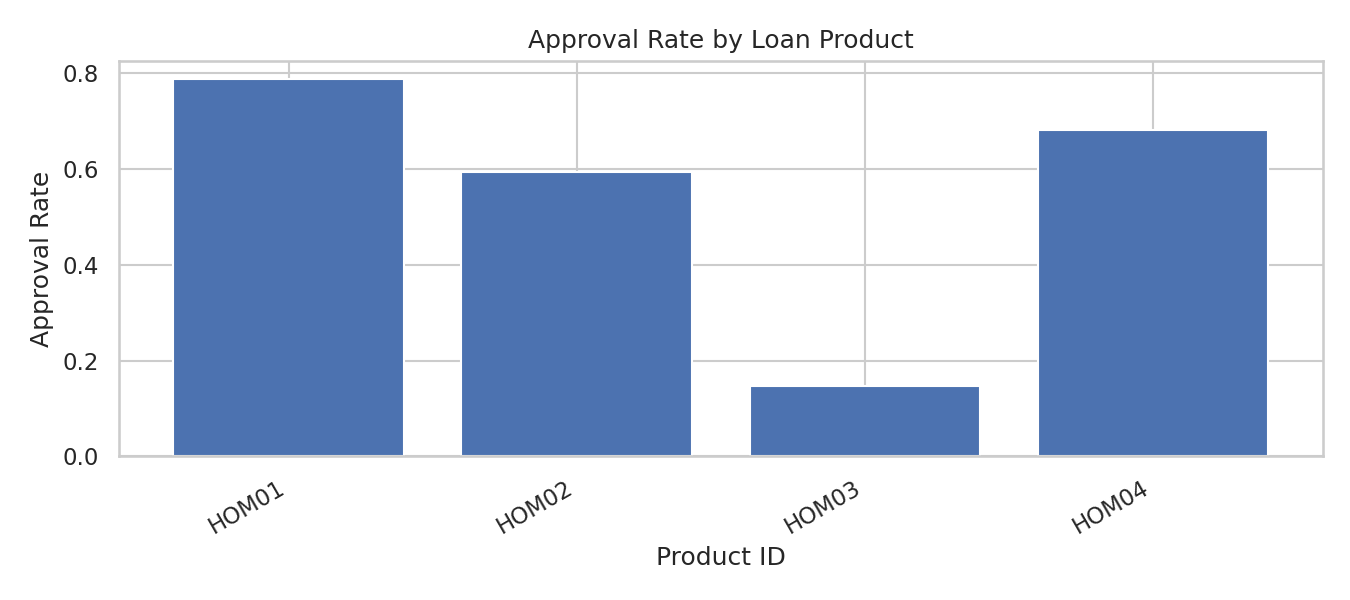 Approval Rate by Loan Product
Approval Rate
0.8
0.6
0.4
0.2
0.0
HOM01
HOM02
HOM03
HOM04
Product ID